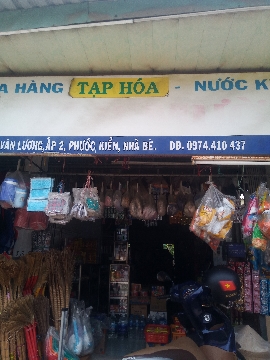 HÀNG TẠP HÓA - NƯỚC
VĂN LƯƠNG, ẤP 2, PHƯỚC, KIỂN, NHÀ BÈ. DĐ. 0974.410 437